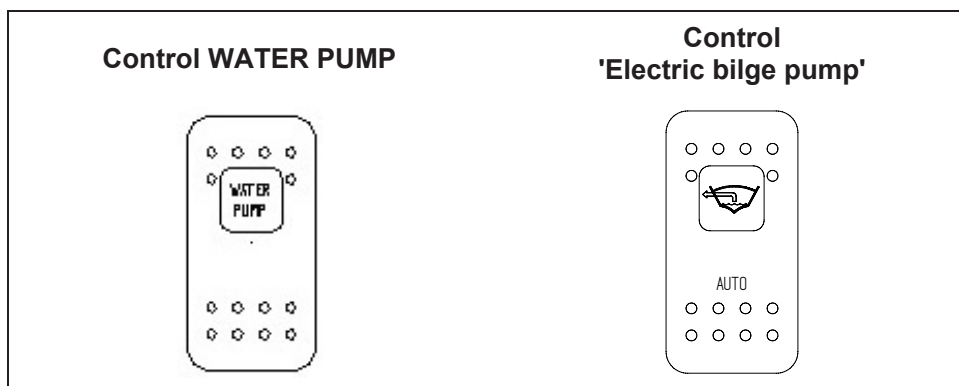 Control WATER PUMP
Control
'Electric bilge pump'
WATER
PUMP
AUTO